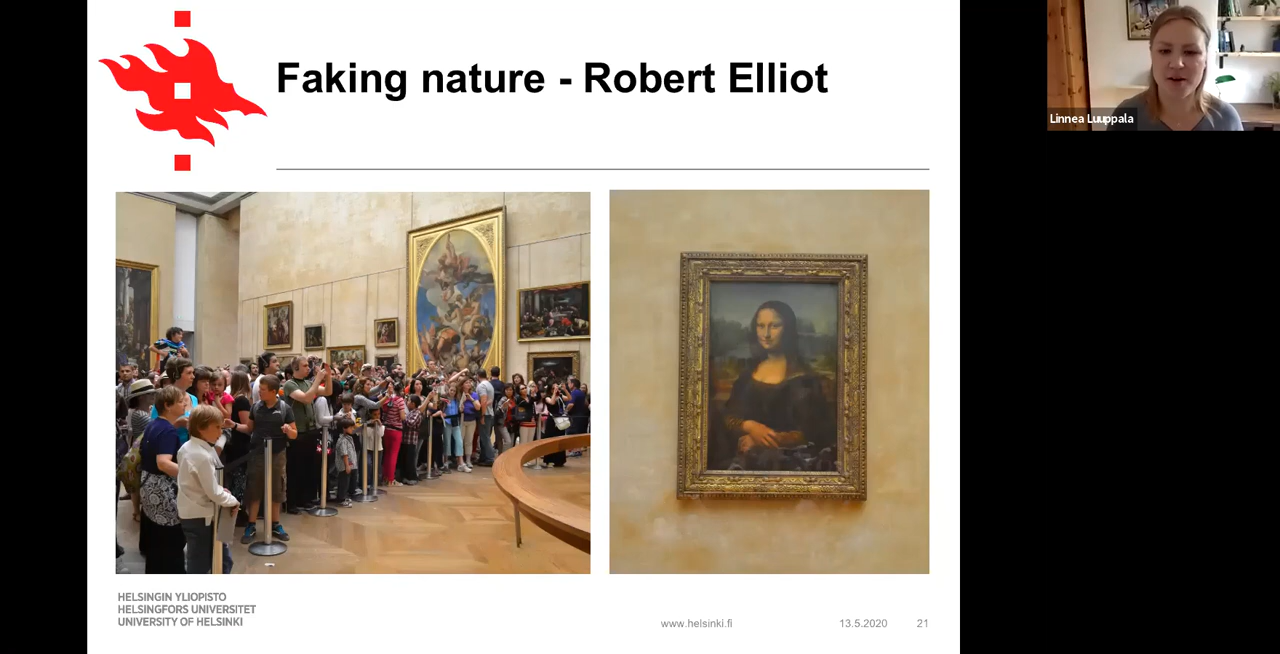 Faking nature - Robert Elliot
Linnea Luuppala
HELSINGIN YLIOPISTO
HELSINGFORS UNIVERSITET
UNIVERSITY OF HELSINKI
www.helsinki.fi
13.5.2020
21